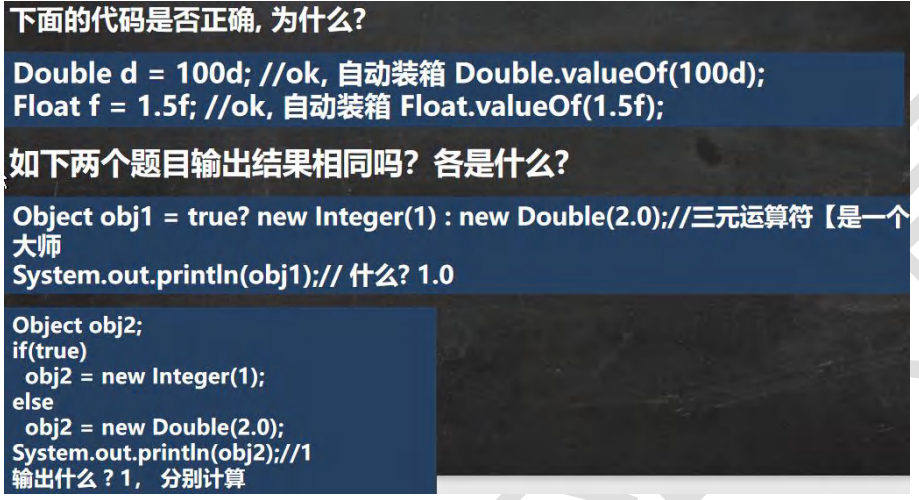 下面的代码是否正确, 为什么?
Double d = 100d; //ok, 自动装箱 Double.valueOf(100d);
Float f = 1.5f; //ok, 自动装箱 Float.valueOf(1.5f);
如下两个题目输出结果相同吗？各是什么?
Object obj1 = true? new Integer(1) : new Double(2.0);//三元运算符【是一个
大师
System.out.println(obj1);// 什么? 1.0
Object obj2;
if(true)
obj2 = new Integer(1);
else
obj2 = new Double(2.0);
System.out.println(obj2);//1
输出什么 ? 1， 分别计算